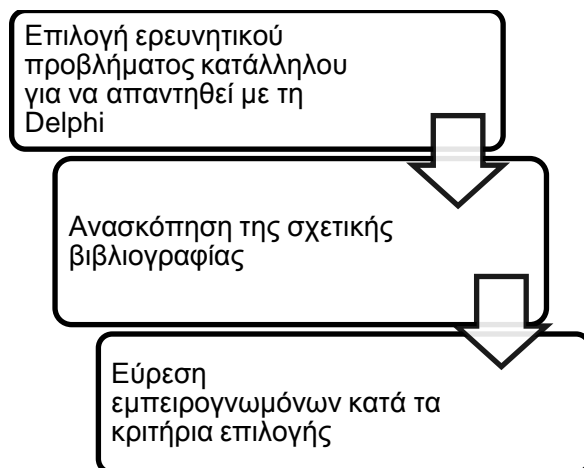 Επιλογή ερευνητικού
προβλήματος κατάλληλου
για να απαντηθεί με τη
Delphi
Ανασκόπηση της σχετικής
βιβλιογραφίας
Εύρεση
εμπειρογνωμόνων κατά τα
κριτήρια επιλογής